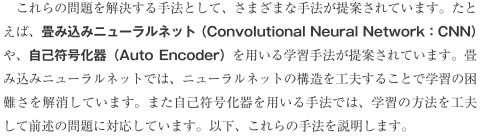 これらの問題を解決する手法として、さまざまな手法が提案されています。たと
えば、畳み込みニューラルネット（Convolutional Neural Network：CNN）
や、自己符号化器（Auto Encoder）を用いる学習手法が提案されています。畳
み込みニューラルネットでは、ニューラルネットの構造を工夫することで学習の困
難さを解消しています。また自己符号化器を用いる手法では、学習の方法を工夫
して前述の問題に対応しています。以下、これらの手法を説明します。